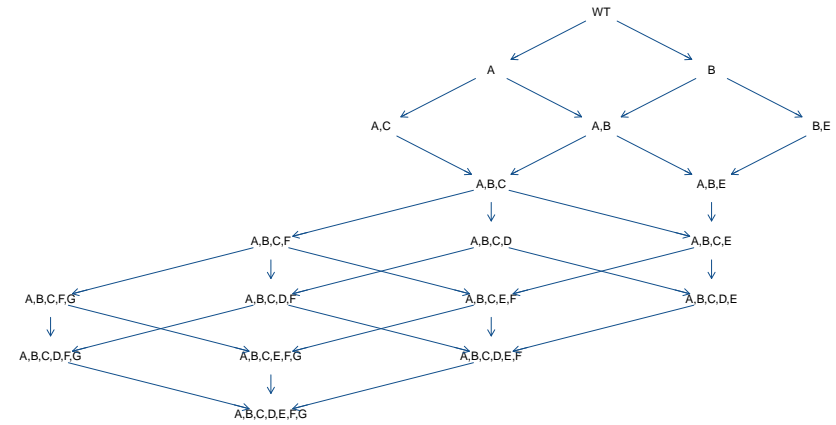 WT
A
B
A,C
A,B
B,E
A,B,C
A,B,E
A,B,C,F
A,B,C,D
A,B,C,E
A,B,C,F,G
A,B,C,D,F
A,B,C,E,F
A,B,C,D,E
A,B,C,D,F,G
A,B,C,E,F,G
A,B,C,D,E,F
A,B,C,D,E,F,G